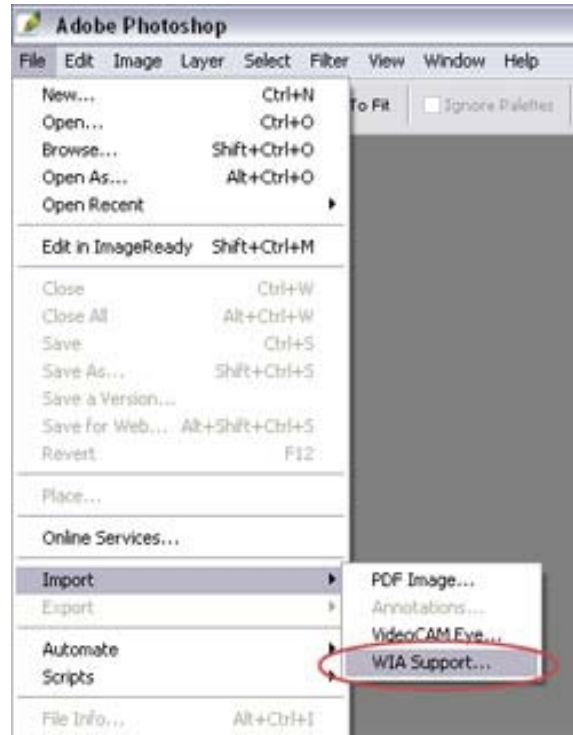 Adobe Photoshop
File Edit Image Layer Select Filter View Window Help
To Fit Ignore Palettes
New... Ctrl+N
Open... Ctrl+O
Browse... Shift+Ctrl+O
Open As... Alt+Ctrl+O
Open Recent
Edit in ImageReady Shift+Ctrl+M
Close Ctrl+W
Close All Alt+Ctrl+W
Save Ctrl+S
Save As... Shift+Ctrl+S
Save a Version...
Save for Web... Alt+Shift+Ctrl+S
Revert F12
Place...
Online Services...
Import
Export
Automate
Scripts
File Info... Alt+Ctrl+I
PDF Image...
Annotations...
VideoCAM Eye...
WIA Support...